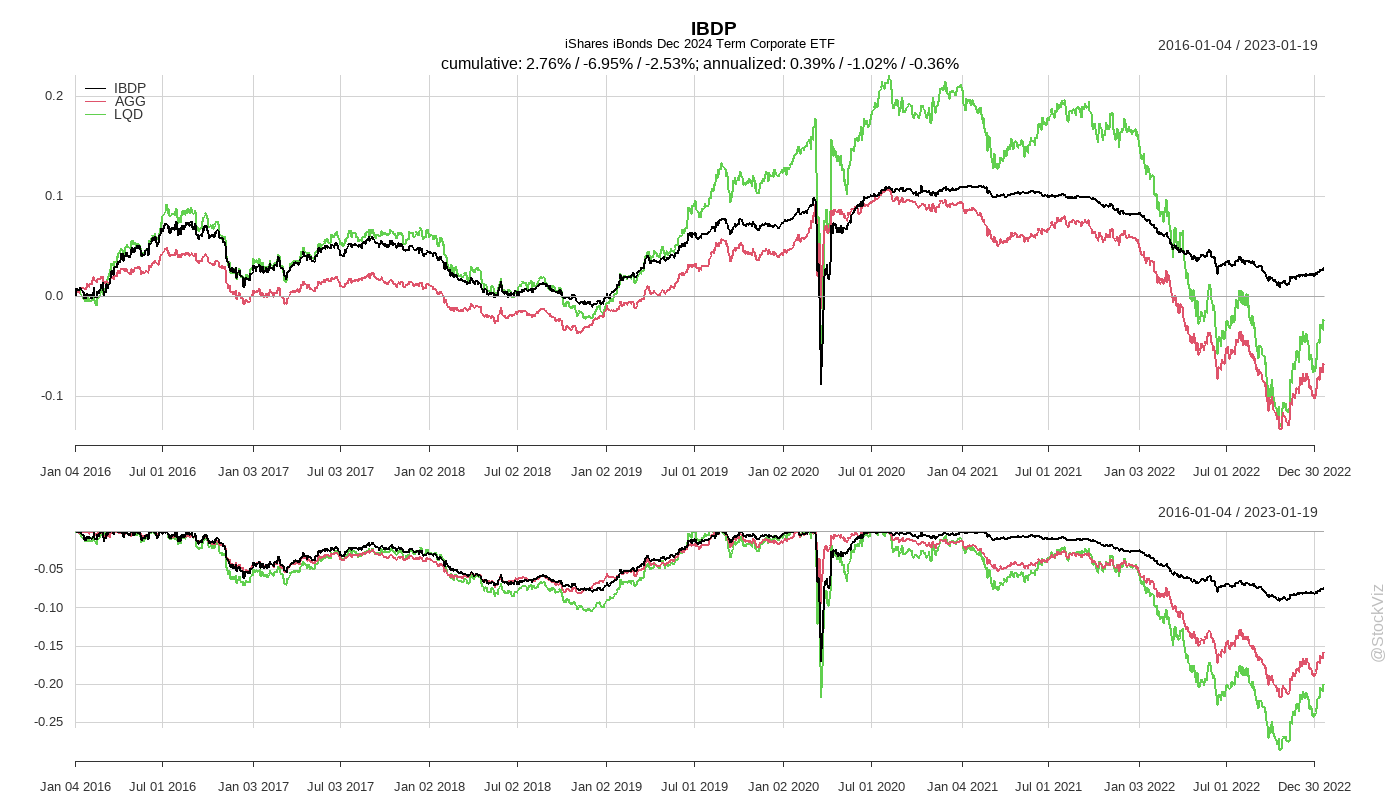 IBDP
iShares iBonds Dec 2024 Term Corporate ETF
2016-01-04 / 2023-01-19
cumulative: 2.76% / -6.95% / -2.53%; annualized: 0.39% / -1.02% / -0.36%
IBDP
AGG
LQD
0.2
0.1
0.0
-0.1
Jan 04 2016 Jul 01 2016 Jan 03 2017 Jul 03 2017 Jan 02 2018 Jul 02 2018 Jan 02 2019 Jul 01 2019 Jan 02 2020 Jul 01 2020 Jan 04 2021 Jul 01 2021 Jan 03 2022 Jul 01 2022 Dec 30 2022
2016-01-04 / 2023-01-19
-0.05
-0.10
-0.15
-0.20
-0.25
Jan 04 2016 Jul 01 2016 Jan 03 2017 Jul 03 2017 Jan 02 2018 Jul 02 2018 Jan 02 2019 Jul 01 2019 Jan 02 2020 Jul 01 2020 Jan 04 2021 Jul 01 2021 Jan 03 2022 Jul 01 2022 Dec 30 2022
@StockViz